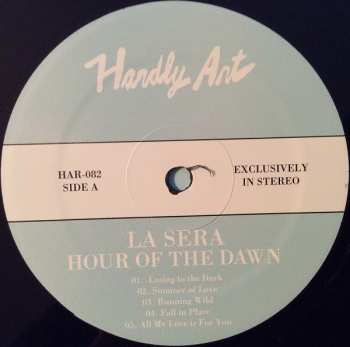 Hardly Art
HAR-082
SIDE A
EXCLUSIVELY
IN STEREO
LA SERA
HOUR OF THE DAWN
01. Losing to the Dark
02. Summer of Love
03. Running Wild
04. Fall in Place
05. All My Love is For You